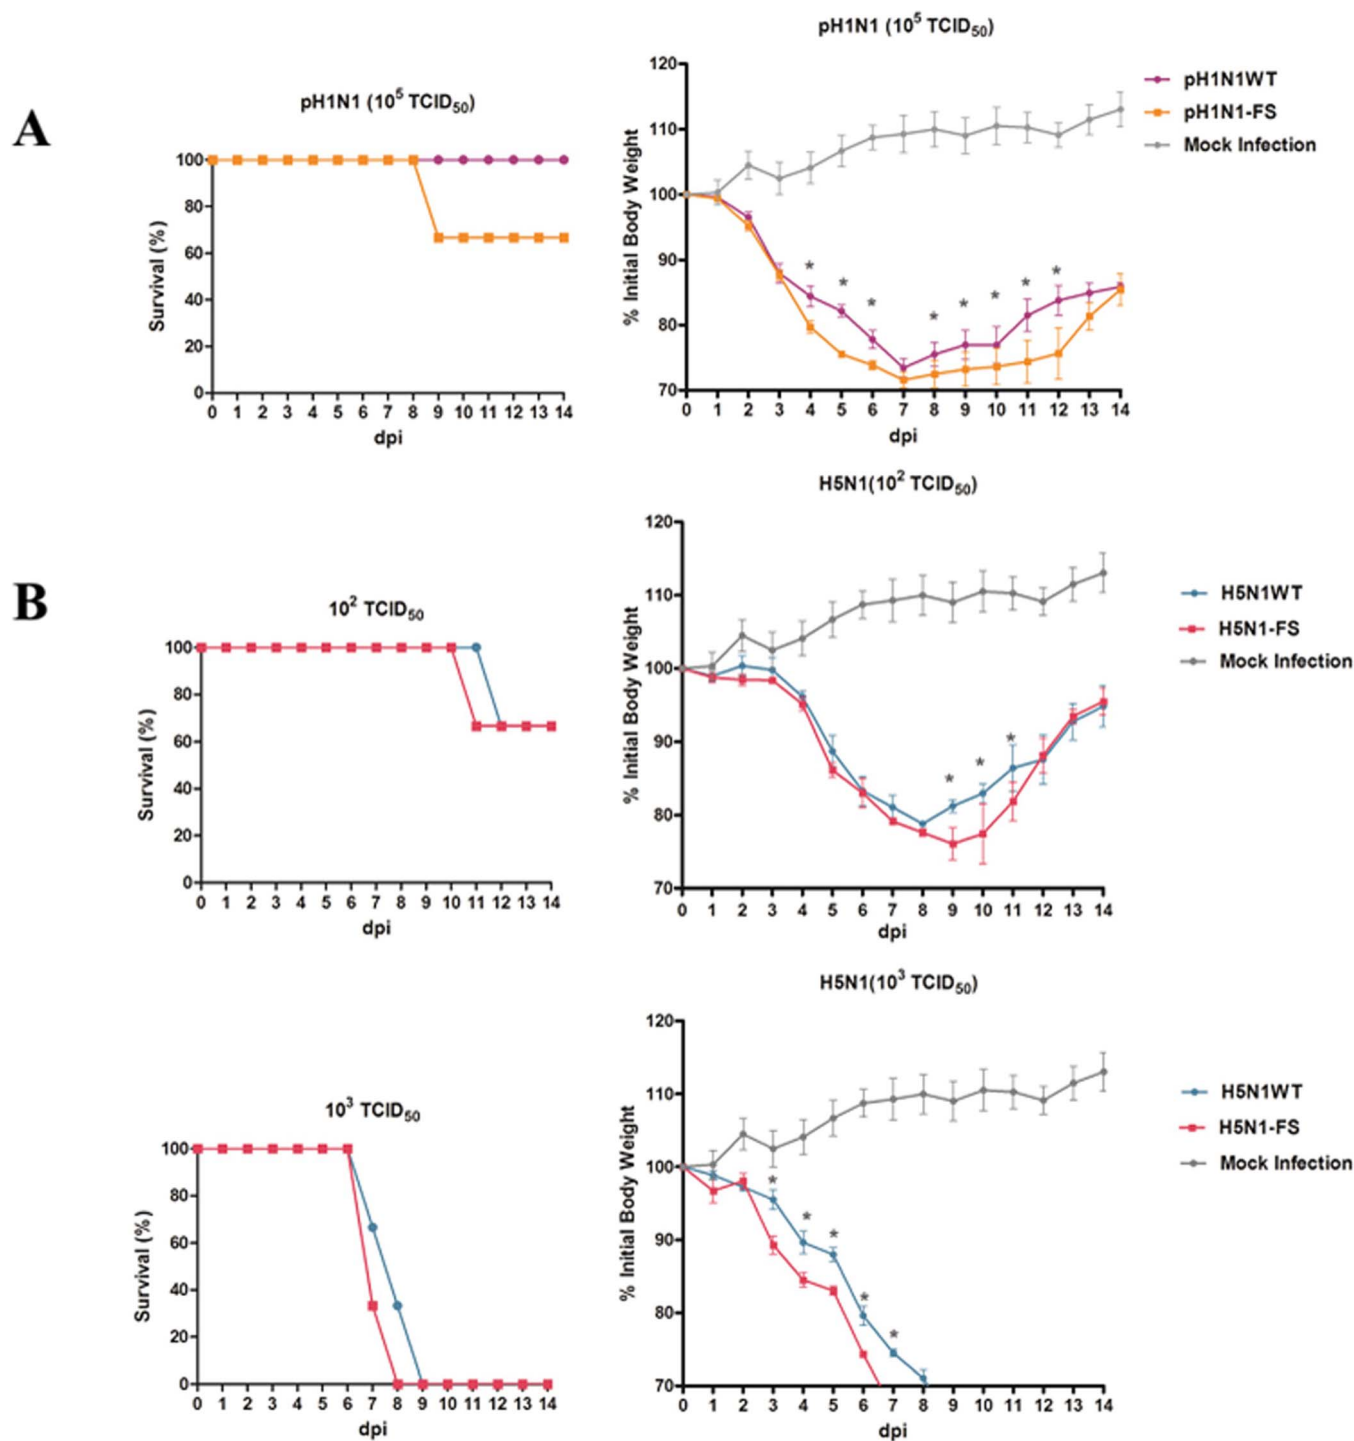 A
pH1N1 (10⁵ TCID₅₀)
Survival (%)
100
80
60
40
20
0
0 1 2 3 4 5 6 7 8 9 10 11 12 13 14
dpi
pH1N1 (10⁵ TCID₅₀)
% Initial Body Weight
120
110
100
90
80
70
* * * * * * * *
0 1 2 3 4 5 6 7 8 9 10 11 12 13 14
dpi
pH1N1WT
pH1N1-FS
Mock Infection
B
10² TCID₅₀
Survival (%)
100
80
60
40
20
0
0 1 2 3 4 5 6 7 8 9 10 11 12 13 14
dpi
H5N1(10² TCID₅₀)
% Initial Body Weight
120
110
100
90
80
70
* * *
0 1 2 3 4 5 6 7 8 9 10 11 12 13 14
dpi
H5N1WT
H5N1-FS
Mock Infection
10³ TCID₅₀
Survival (%)
100
80
60
40
20
0
0 1 2 3 4 5 6 7 8 9 10 11 12 13 14
dpi
H5N1(10³ TCID₅₀)
% Initial Body Weight
120
110
100
90
80
70
* * * * *
0 1 2 3 4 5 6 7 8 9 10 11 12 13 14
dpi
H5N1WT
H5N1-FS
Mock Infection